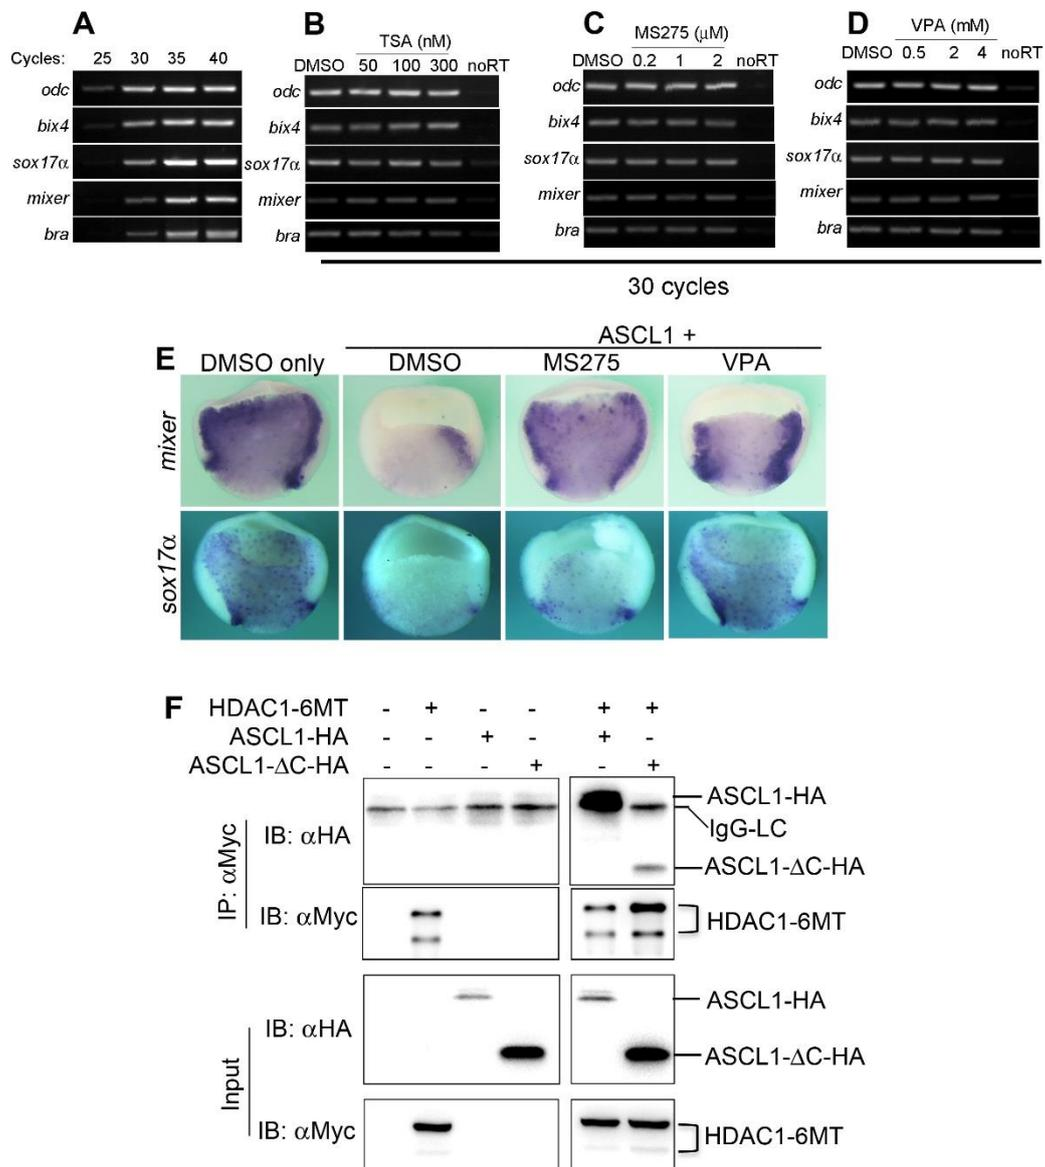 A
Cycles: 25 30 35 40
odc
bix4
sox17α
mixer
bra
B
TSA (nM)
DMSO 50 100 300 noRT
odc
bix4
sox17α
mixer
bra
C
MS275 (μM)
DMSO 0.2 1 2 noRT
odc
bix4
sox17α
mixer
bra
D
VPA (mM)
DMSO 0.5 2 4 noRT
odc
bix4
sox17α
mixer
bra
30 cycles
E
ASCL1 +
DMSO only DMSO MS275 VPA
mixer
sox17α
F
HDAC1-6MT - + - - + +
ASCL1-HA - - + - + -
ASCL1-ΔC-HA - - - + - +
IP: αMyc
IB: αHA
ASCL1-HA
IgG-LC
ASCL1-ΔC-HA
IB: αMyc
HDAC1-6MT
Input
IB: αHA
ASCL1-HA
ASCL1-ΔC-HA
IB: αMyc
HDAC1-6MT